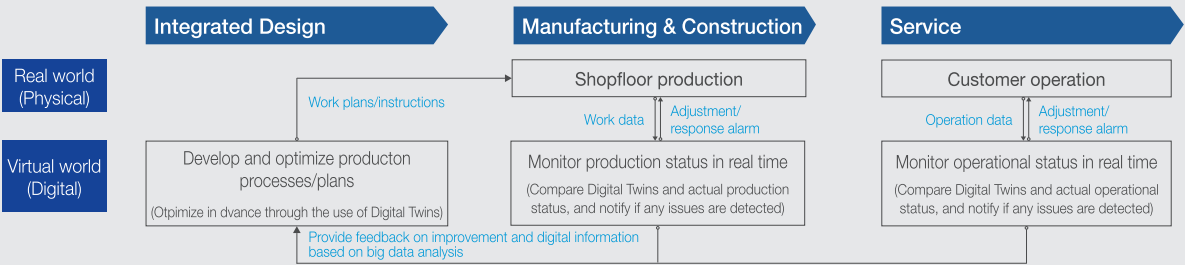 Integrated Design
Manufacturing & Construction
Service
Real world
(Physical)
Shopfloor production
Customer operation
Work plans/instructions
Work data
Adjustment/
response alarm
Operation data
Adjustment/
response alarm
Virtual world
(Digital)
Develop and optimize producton
processes/plans
(Otpimize in dvance through the use of Digital Twins)
Monitor production status in real time
(Compare Digital Twins and actual production
status, and notify if any issues are detected)
Monitor operational status in real time
(Compare Digital Twins and actual operational
status, and notify if any issues are detected)
Provide feedback on improvement and digital information
based on big data analysis